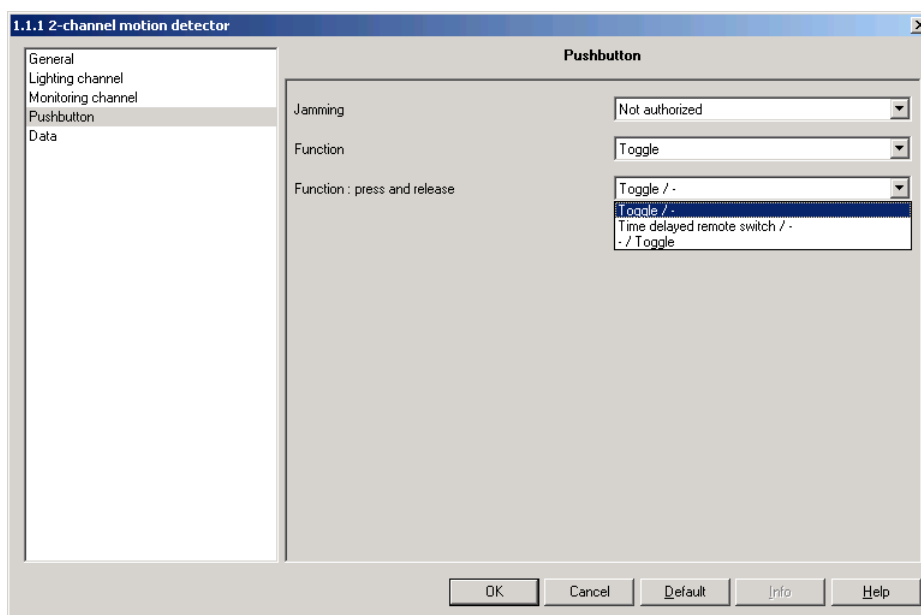 1.1.1 2-channel motion detector
General
Lighting channel
Monitoring channel
Pushbutton
Data
Pushbutton
Jamming
Not authorized
Function
Toggle
Function : press and release
Toggle / -
Toggle / -
Time delayed remote switch / -
- / Toggle
OK
Cancel
Default
Info
Help